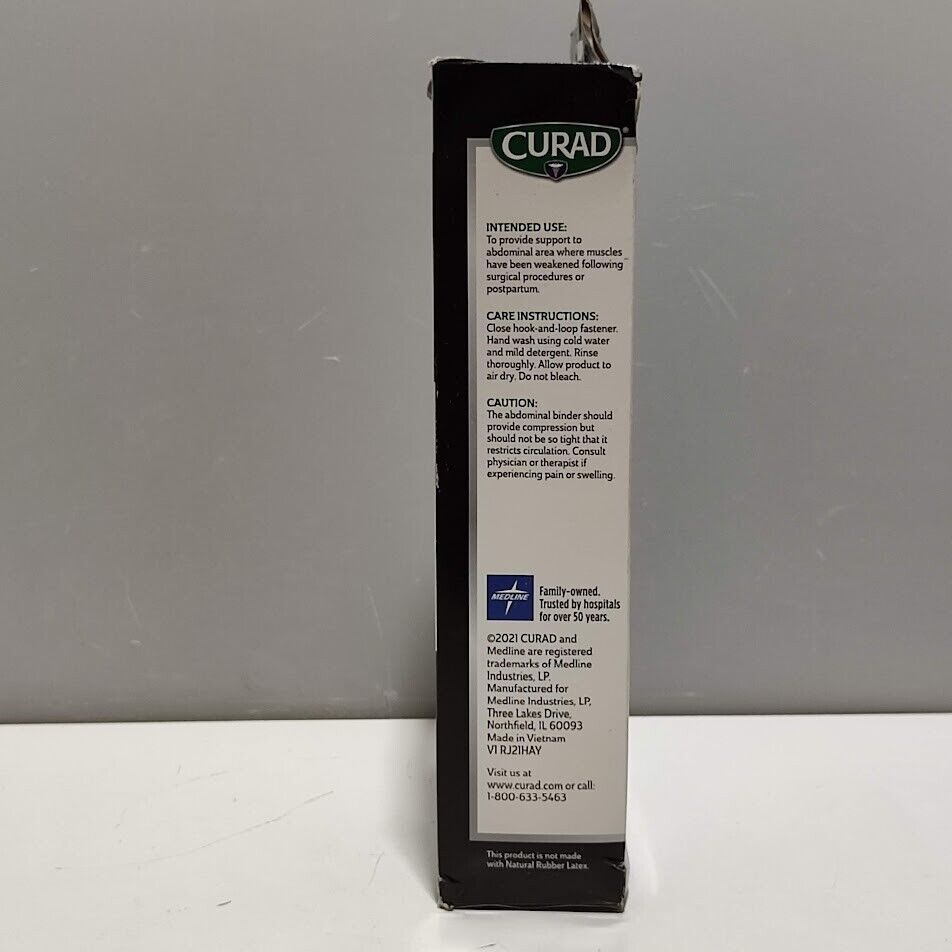 CURAD®
INTENDED USE:
To provide support to
abdominal area where muscles
have been weakened following
surgical procedures or
postpartum.
CARE INSTRUCTIONS:
Close hook-and-loop fastener.
Hand wash using cold water
and mild detergent. Rinse
thoroughly. Allow product to
air dry. Do not bleach.
CAUTION:
The abdominal binder should
provide compression but
should not be so tight that it
restricts circulation. Consult
physician or therapist if
experiencing pain or swelling.
MEDLINE
Family-owned.
Trusted by hospitals
for over 50 years.
©2021 CURAD and
Medline are registered
trademarks of Medline
Industries, LP.
Manufactured for
Medline Industries, LP,
Three Lakes Drive,
Northfield, IL 60093
Made in Vietnam
V1 RJ21HAY
Visit us at
www.curad.com or call:
1-800-633-5463
This product is not made
with Natural Rubber Latex.